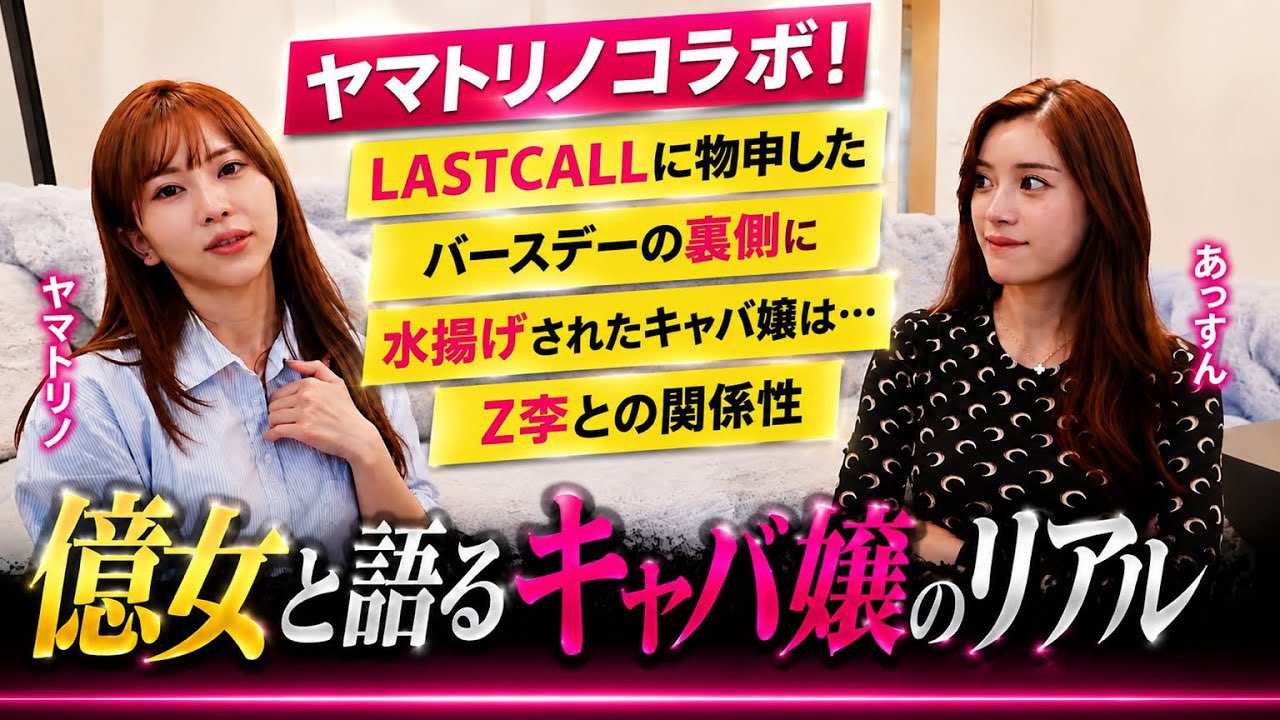 ヤマトリノコラボ!
LASTCALLに物申した
バースデーの裏側に
水揚げされたキャバ嬢は…
Z李との関係性
ヤマトリノ
あっすん
億女と語るキャバ嬢のリアル